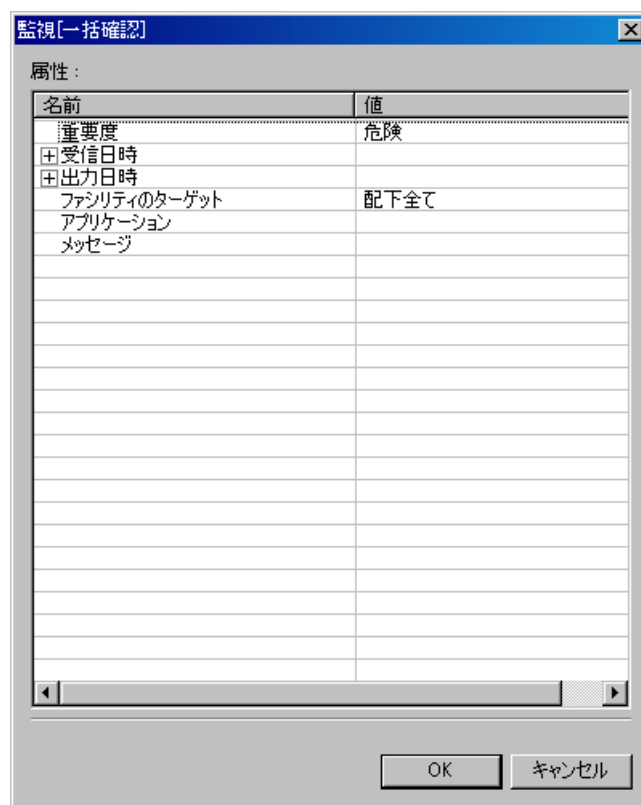 監視[一括確認]
属性：
名前 値
重要度 危険
受信日時
出力日時
ファシリティのターゲット 配下全て
アプリケーション
メッセージ
OK キャンセル